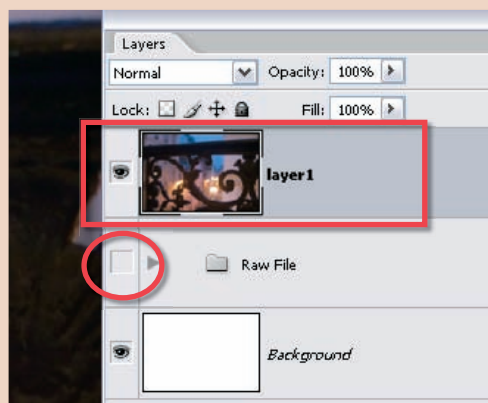 Layers
Normal Opacity: 100%
Lock: Fill: 100%
layer1
Raw File
Background